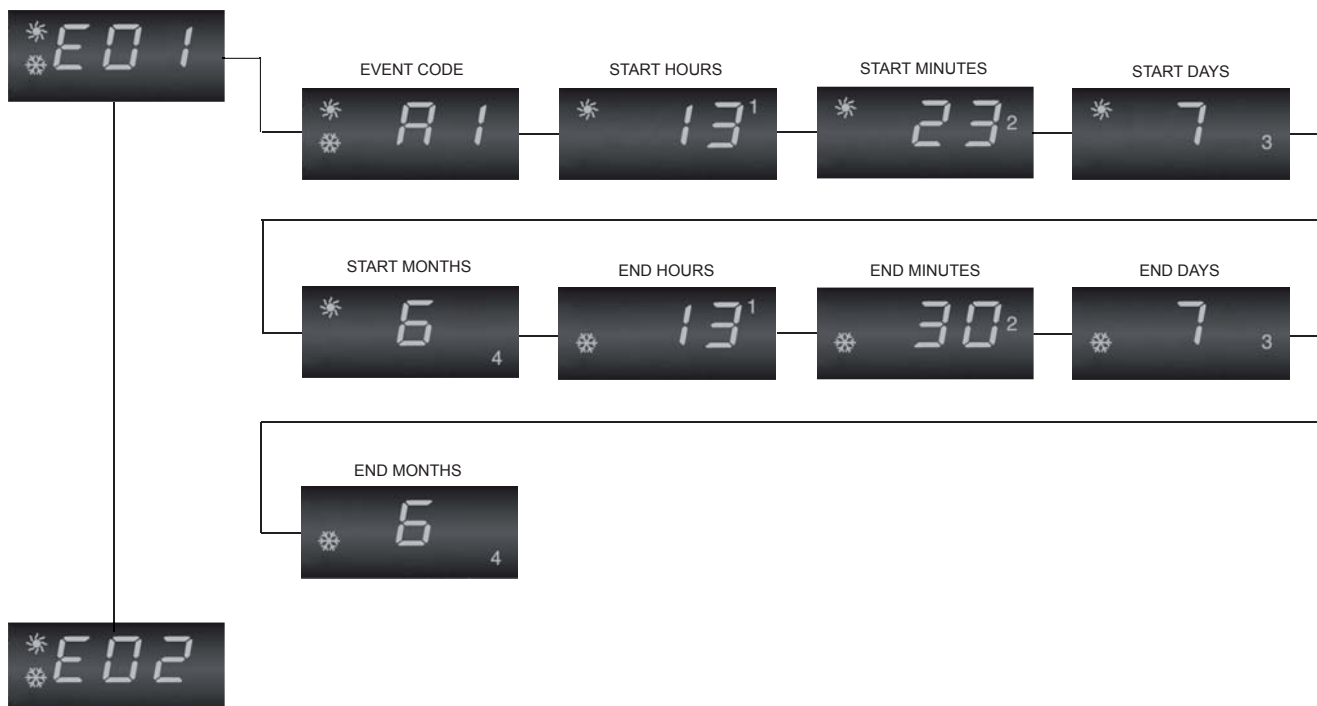 E01
EVENT CODE
START HOURS
START MINUTES
START DAYS
A1
13 1
23 2
7 3
START MONTHS
END HOURS
END MINUTES
END DAYS
6 4
13 1
30 2
7 3
END MONTHS
6 4
E02